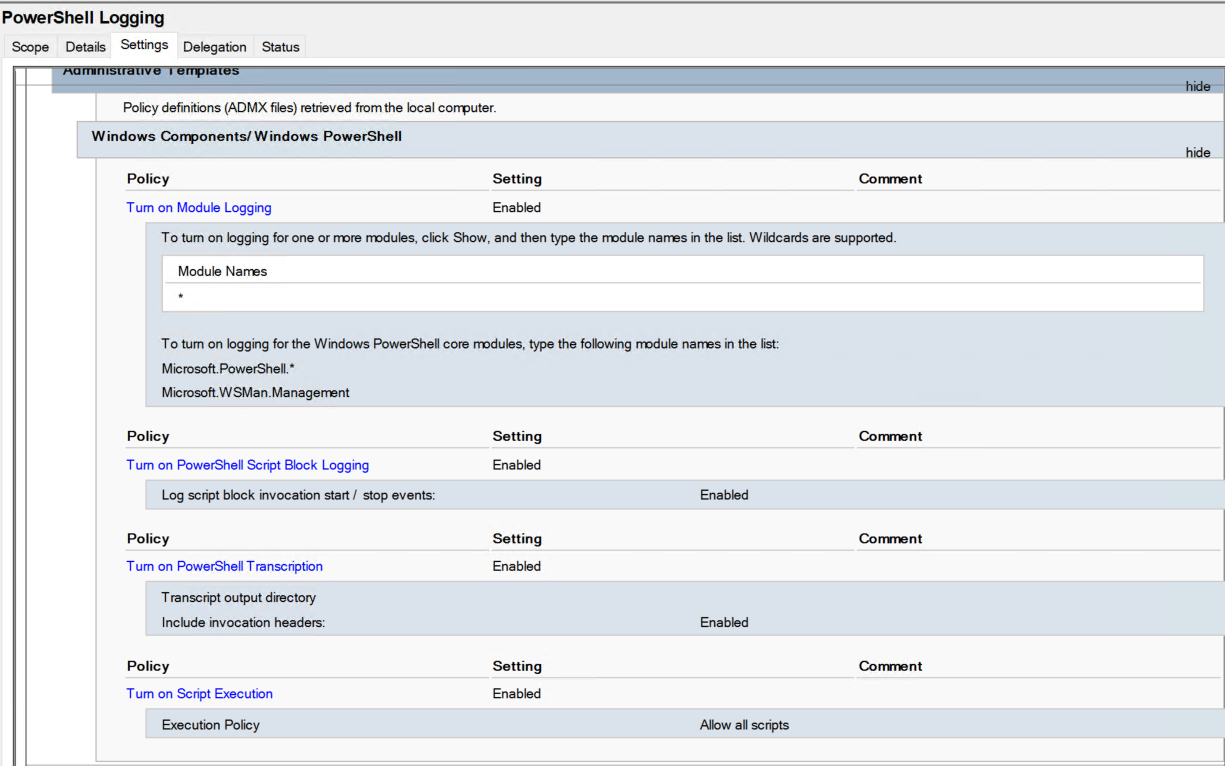 PowerShell Logging
Scope Details Settings Delegation Status
Administrative Templates
hide
Policy definitions (ADMX files) retrieved from the local computer.
Windows Components/Windows PowerShell
hide
Policy Setting Comment
Turn on Module Logging Enabled
To turn on logging for one or more modules, click Show, and then type the module names in the list. Wildcards are supported.
Module Names
*
To turn on logging for the Windows PowerShell core modules, type the following module names in the list:
Microsoft.PowerShell.*
Microsoft.WSMan.Management
Policy Setting Comment
Turn on PowerShell Script Block Logging Enabled
Log script block invocation start / stop events: Enabled
Policy Setting Comment
Turn on PowerShell Transcription Enabled
Transcript output directory
Include invocation headers: Enabled
Policy Setting Comment
Turn on Script Execution Enabled
Execution Policy Allow all scripts